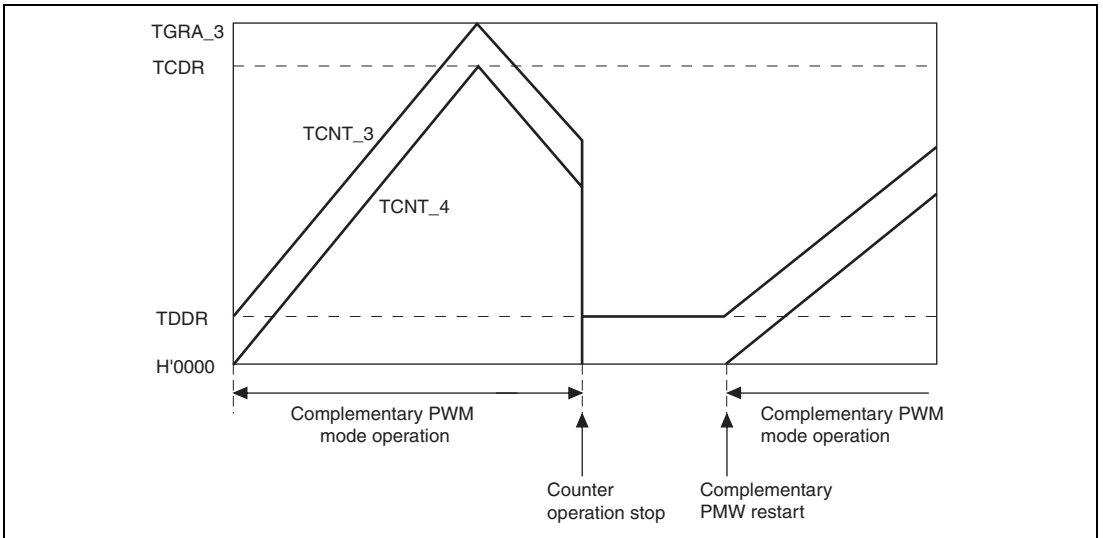 TGRA_3
TCDR
TCNT_3
TCNT_4
TDDR
H'0000
Complementary PWM
mode operation
Complementary PWM
mode operation
Counter
operation stop
Complementary
PMW restart